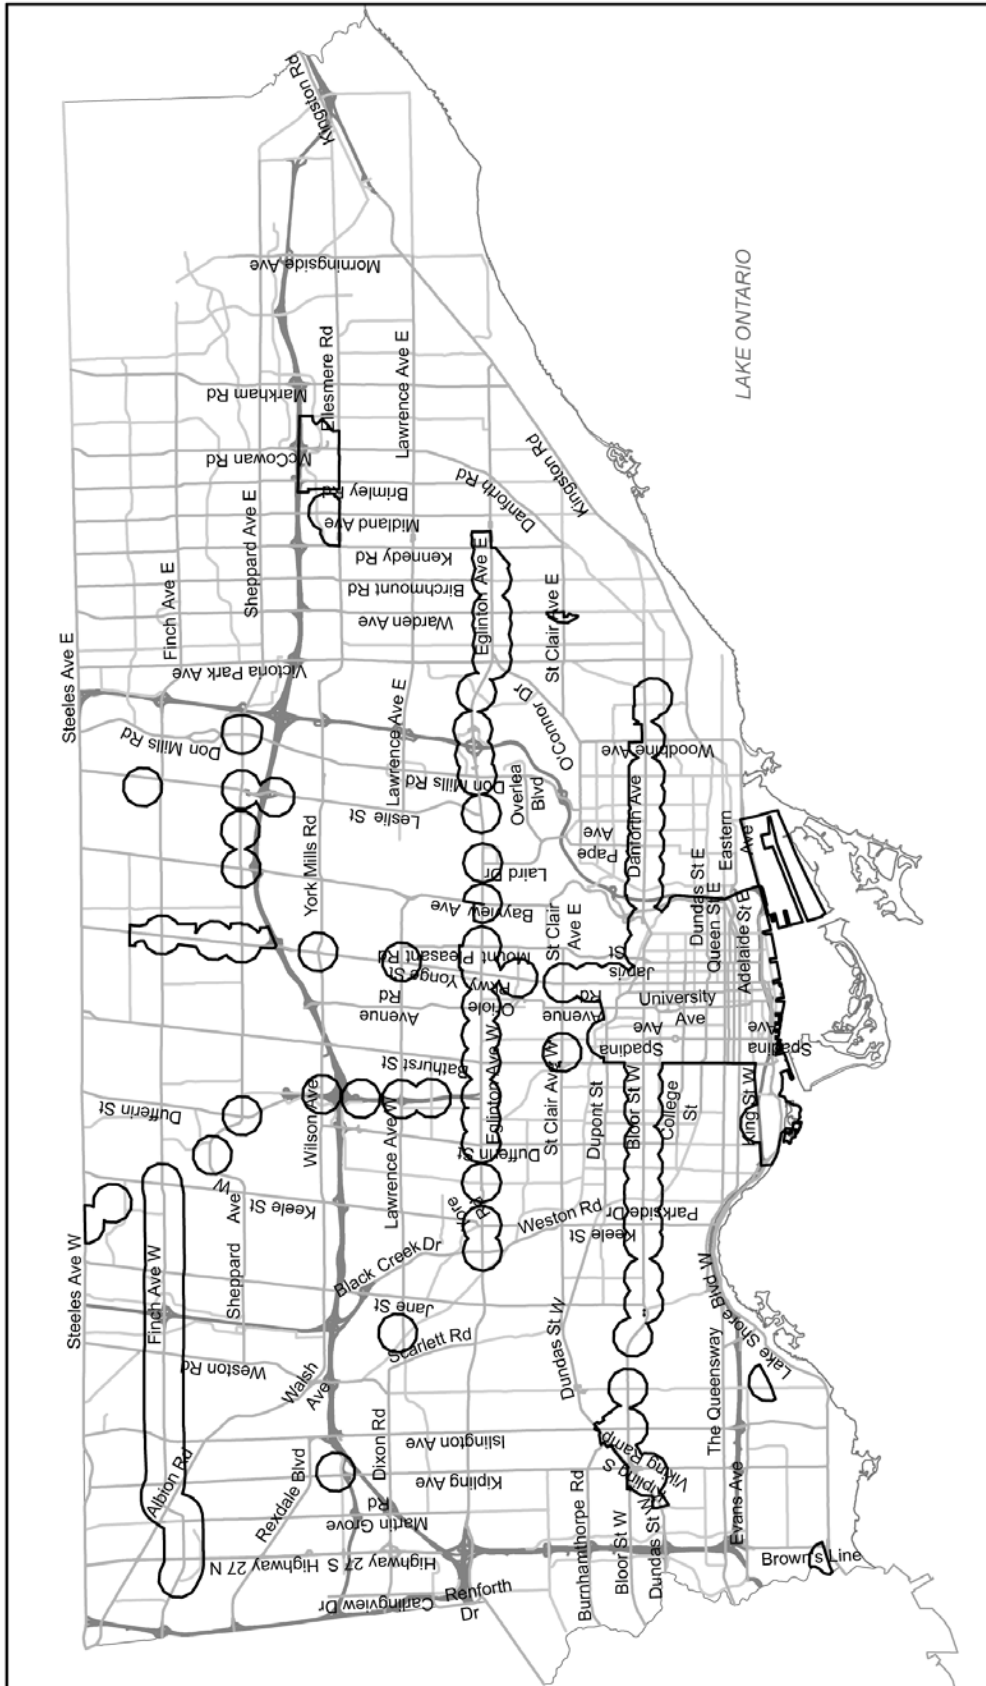 Kingston Rd
Morningside Ave
LAKE ONTARIO
Ellesmere Rd
Lawrence Ave E
Markham Rd
McCowan Rd
Brimley Rd
Danforth Rd
Kingston Rd
Midland Ave
Sheppard Ave E
Kennedy Rd
Eglinton Ave E
Birchmount Rd
St Clair Ave E
Finch Ave E
Warden Ave
Steeles Ave E
Victoria Park Ave
O'Connor Dr
Don Mills Rd
Lawrence Ave E
Woodbine Ave
Don Mills Rd
Overlea
Blvd
Leslie St
Danforth Ave
Pape
Ave
Eastern
Ave
York Mills Rd
Laird Dr
Dundas St E
Bayview Ave
St Clair
Ave E
Queen St E
Adelaide St E
Mount Pleasant Rd
Jarvis
St
Yonge St
Oriole
Pkwy
Avenue
Rd
Avenue
Rd
University
Ave
Spadina
Ave
Spadina
Ave
Bathurst St
Eglinton Ave W
St Clair Ave W
Dupont St
Bloor St W
College
St
King St W
Dufferin St
Wilson Ave
Lawrence Ave W
Dufferin St
Keele St
Sheppard
Ave
W
Weston Rd
Parkside Dr
Keele St
Black Creek Dr
Finch Ave W
Steeles Ave W
Jane St
Scarlett Rd
Dundas St W
Lake Shore Blvd W
The Queensway
Weston Rd
Walsh
Ave
Islington Ave
Dixon Rd
Kipling Ave
Albion Rd
Rexdale Blvd
Martin Grove
Rd
Kipling S
Viking Ramp
Evans Ave
Burnhamthorpe Rd
Bloor St W
Dundas St W
Brown's Line
Highway 27 N
Highway 27 S
Highway 27
Carlingview Dr
Renforth
Dr